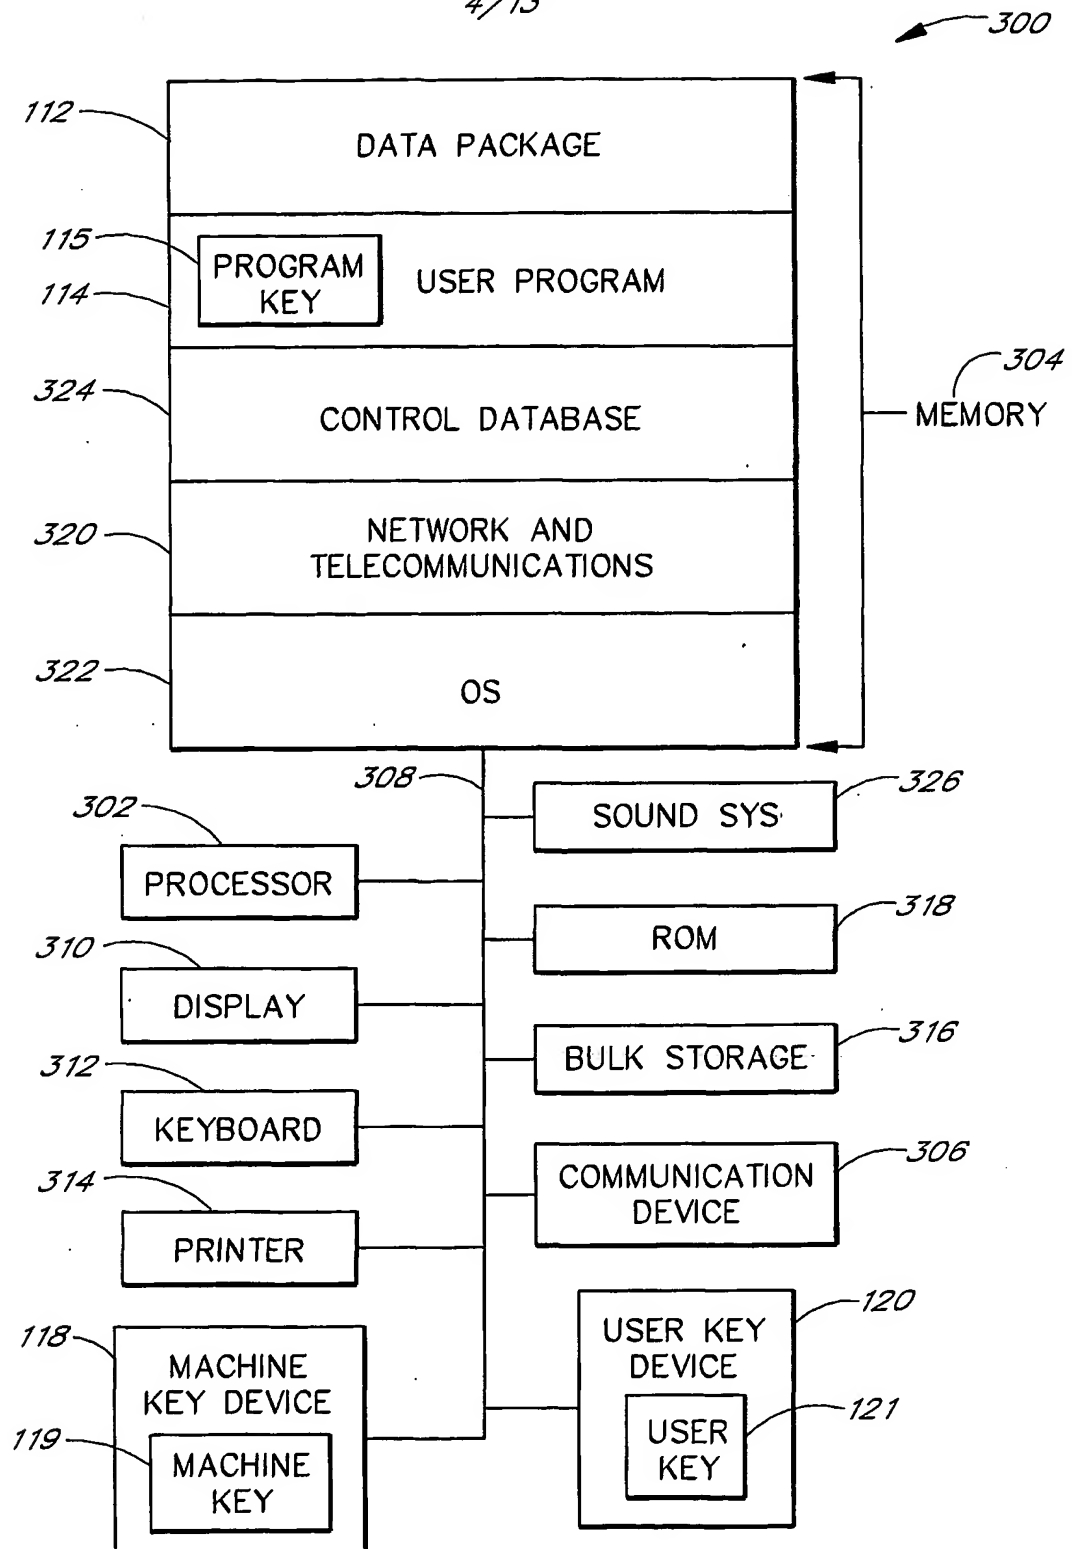 4/13
300
112
DATA PACKAGE
115
PROGRAM
KEY
USER PROGRAM
114
304
MEMORY
324
CONTROL DATABASE
320
NETWORK AND
TELECOMMUNICATIONS
322
OS
308
326
SOUND SYS.
302
PROCESSOR
318
ROM
310
DISPLAY
316
BULK STORAGE
312
KEYBOARD
306
COMMUNICATION
DEVICE
314
PRINTER
120
USER KEY
DEVICE
121
USER
KEY
118
MACHINE
KEY DEVICE
119
MACHINE
KEY